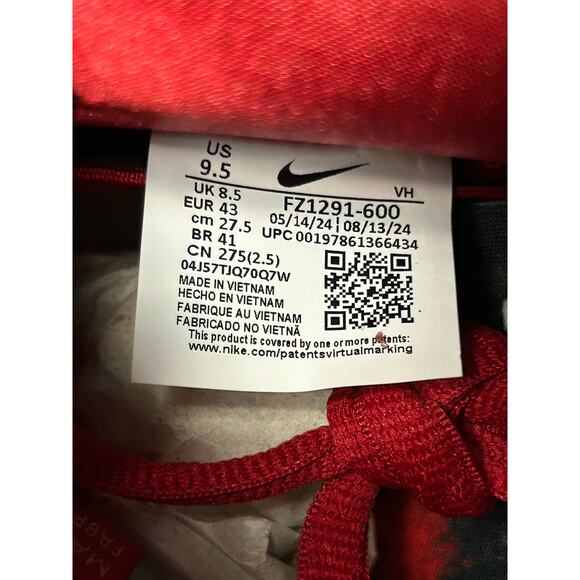 US
9.5
VH
UK 8.5
FZ1291-600
EUR 43
05/14/24 | 08/13/24
cm 27.5
UPC 00197861366434
BR 41
CN 275(2.5)
04J57TJQ70Q7W
MADE IN VIETNAM
HECHO EN VIETNAM
FABRIQUE AU VIETNAM
FABRICADO NO VIETNÃ
This product is covered by one or more patents:
www.nike.com/patentsvirtualmarking